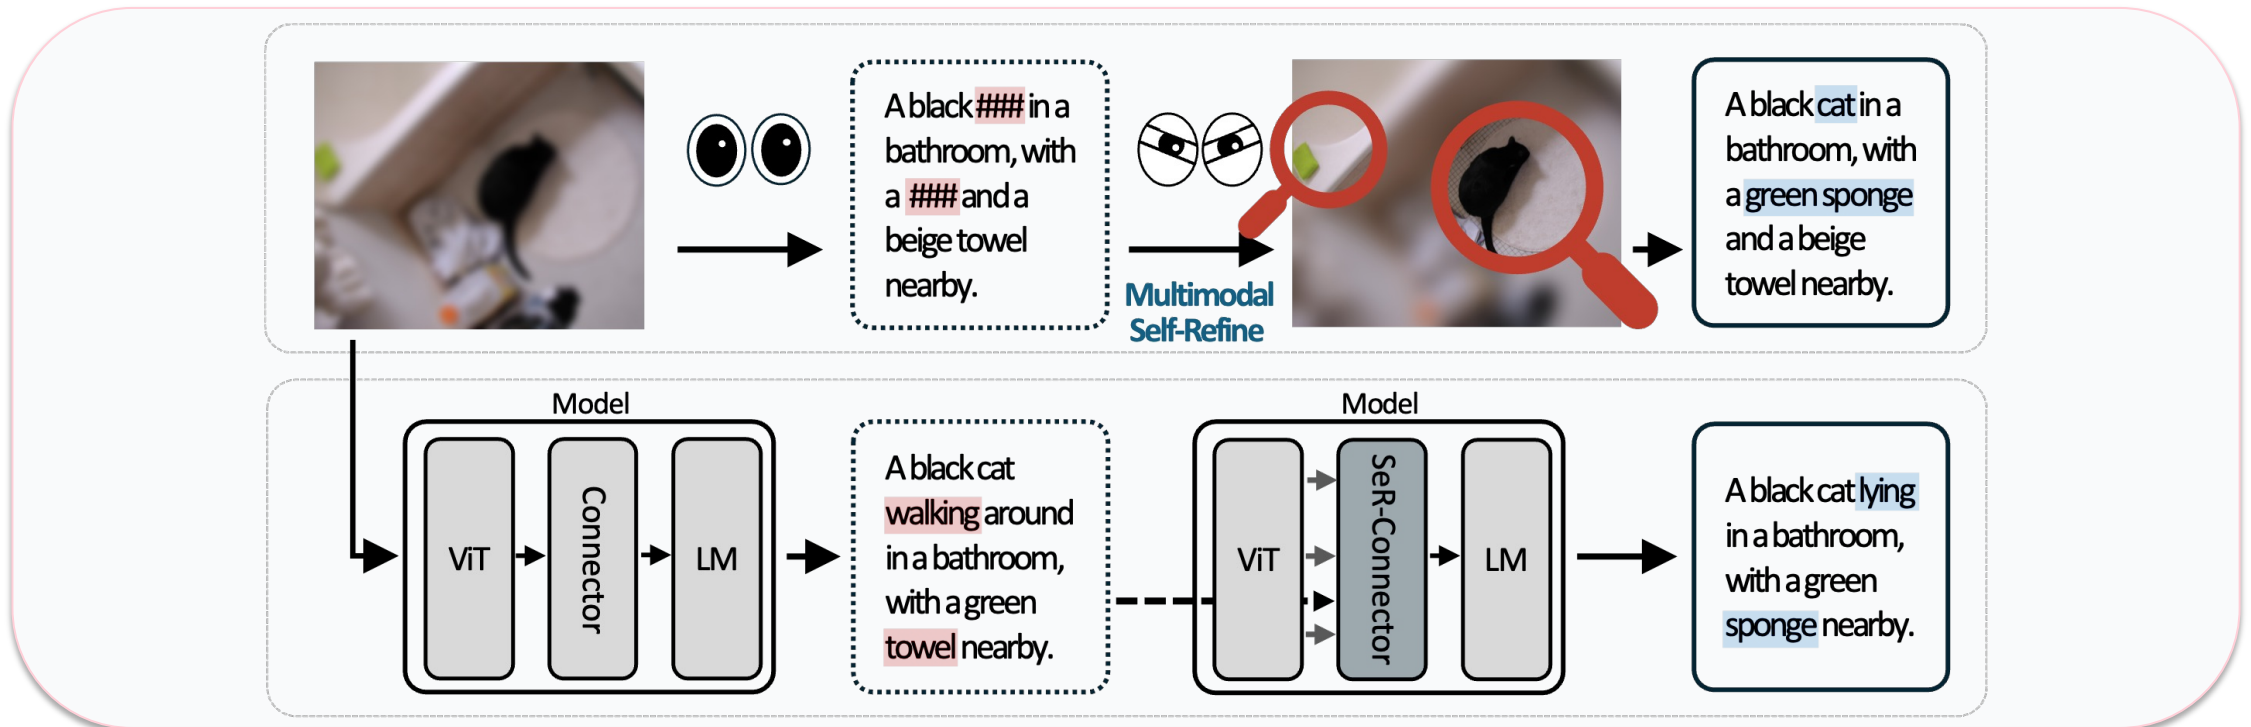 A black ### in a
bathroom, with
a ### and a
beige towel
nearby.
Multimodal
Self-Refine
A black cat in a
bathroom, with
a green sponge
and a beige
towel nearby.
Model
ViT
Connector
LM
A black cat
walking around
in a bathroom,
with a green
towel nearby.
Model
ViT
SeR-Connector
LM
A black cat lying
in a bathroom,
with a green
sponge nearby.